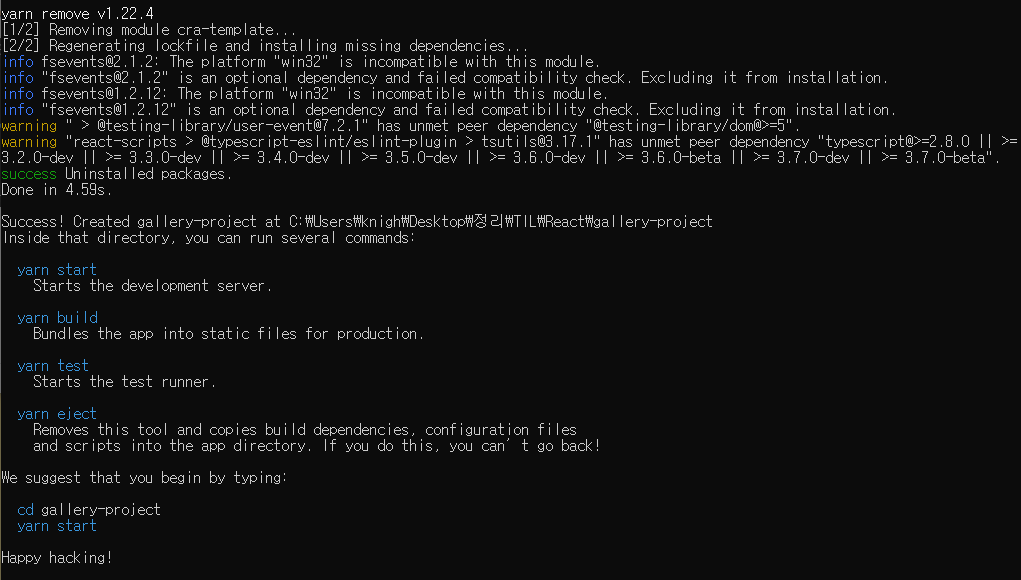 yarn remove v1.22.4
[1/2] Removing module cra-template...
[2/2] Regenerating lockfile and installing missing dependencies...
info fsevents@2.1.2: The platform "win32" is incompatible with this module.
info "fsevents@2.1.2" is an optional dependency and failed compatibility check. Excluding it from installation.
info fsevents@1.2.12: The platform "win32" is incompatible with this module.
info "fsevents@1.2.12" is an optional dependency and failed compatibility check. Excluding it from installation.
warning " > @testing-library/user-event@7.2.1" has unmet peer dependency "@testing-library/dom@>=5".
warning "react-scripts > @typescript-eslint/eslint-plugin > tsutils@3.17.1" has unmet peer dependency "typescript@>=2.8.0 || >=
3.2.0-dev || >= 3.3.0-dev || >= 3.4.0-dev || >= 3.5.0-dev || >= 3.6.0-dev || >= 3.6.0-beta || >= 3.7.0-dev || >= 3.7.0-beta".
success Uninstalled packages.
Done in 4.59s.
Success! Created gallery-project at C:₩Users₩knigh₩Desktop₩정리₩TIL₩React₩gallery-project
Inside that directory, you can run several commands:
yarn start
Starts the development server.
yarn build
Bundles the app into static files for production.
yarn test
Starts the test runner.
yarn eject
Removes this tool and copies build dependencies, configuration files
and scripts into the app directory. If you do this, you can’t go back!
We suggest that you begin by typing:
cd gallery-project
yarn start
Happy hacking!